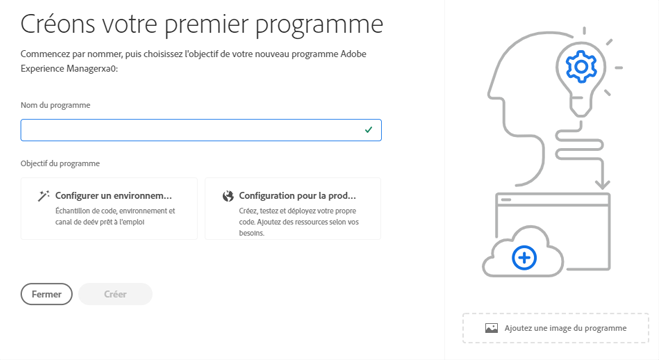 Créons votre premier programme
Commencez par nommer, puis choisissez l'objectif de votre nouveau programme Adobe
Experience Managerxa0:
Nom du programme
Objectif du programme
Configurer un environnem...
Échantillon de code, environnement et
canal de deév prêt à l'emploi
Configuration pour la prod...
Créez, testez et déployez votre propre
code. Ajoutez des ressources selon vos
besoins.
Fermer
Créer
Ajoutez une image du programme